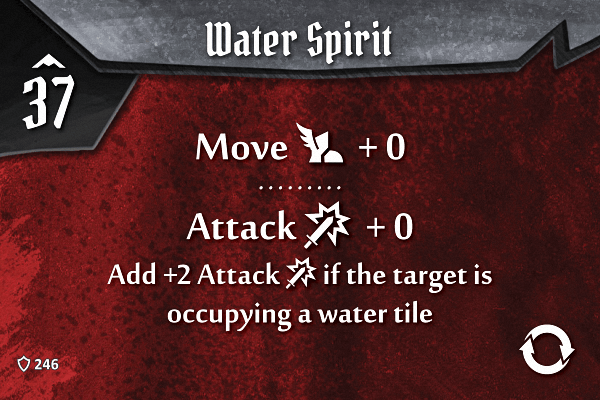 Water Spirit
37
Move + 0
.........
Attack + 0
Add +2 Attack if the target is
occupying a water tile
246